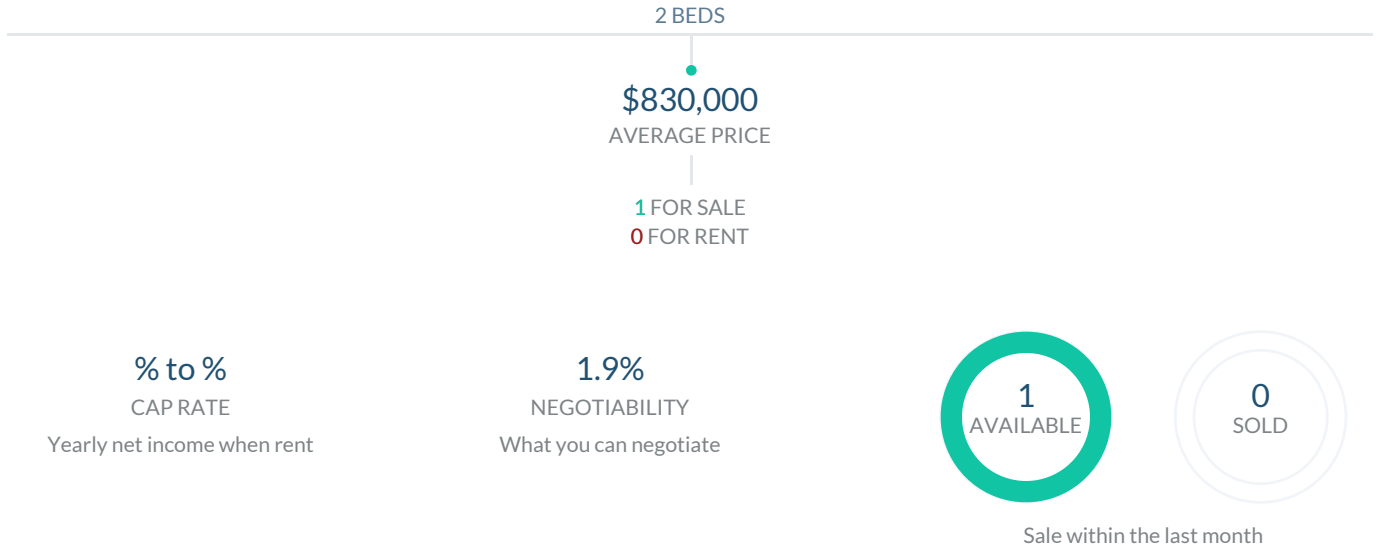 2 BEDS
$830,000
AVERAGE PRICE
1 FOR SALE
0 FOR RENT
% to %
CAP RATE
Yearly net income when rent
1.9%
NEGOTIABILITY
What you can negotiate
1
AVAILABLE
0
SOLD
Sale within the last month